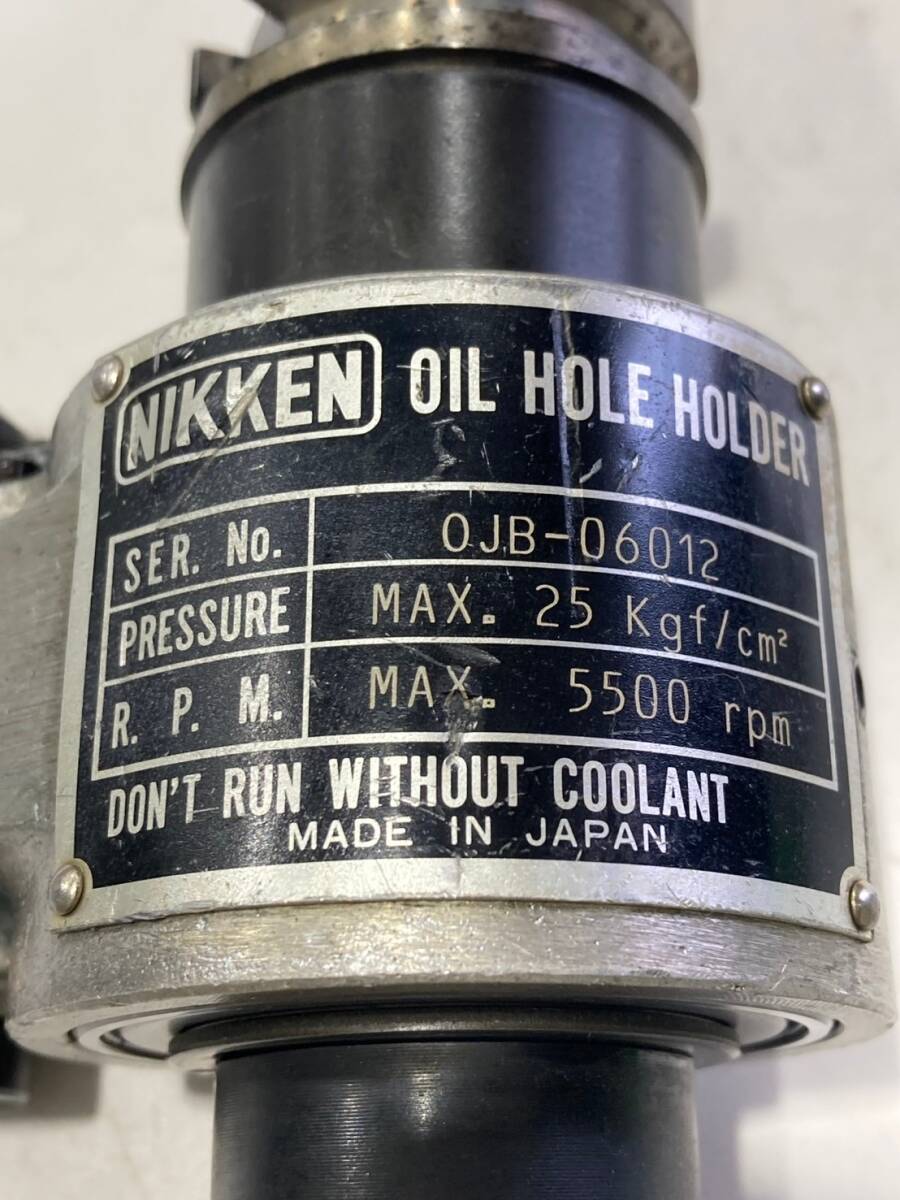 NIKKEN OIL HOLE HOLDER
SER. No. OJB-06012
PRESSURE MAX. 25 Kgf/cm²
R. P. M. MAX. 5500 rpm
DON'T RUN WITHOUT COOLANT
MADE IN JAPAN